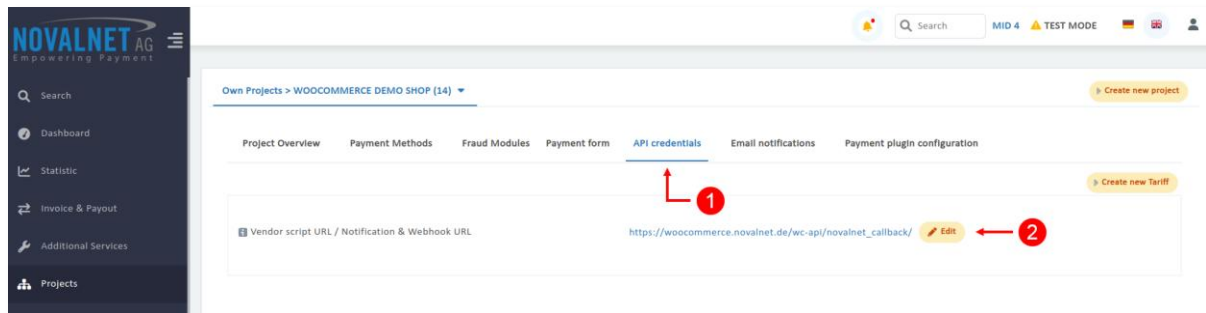 NOVALNET AG
Empowering Payment
Search
MID 4
TEST MODE
Search
Dashboard
Statistic
Invoice & Payout
Additional Services
Projects
Own Projects > WOOCOMMERCE DEMO SHOP (14)
Create new project
Project Overview
Payment Methods
Fraud Modules
Payment form
API credentials
Email notifications
Payment plugin configuration
Create new Tariff
1
Vendor script URL / Notification & Webhook URL
https://woocommerce.novalnet.de/wc-api/novalnet_callback/
Edit
2